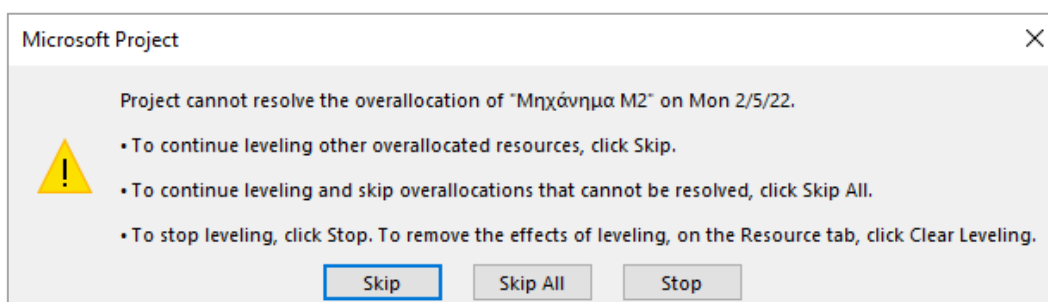 Microsoft Project
Project cannot resolve the overallocation of "Μηχάνημα M2" on Mon 2/5/22.
• To continue leveling other overallocated resources, click Skip.
• To continue leveling and skip overallocations that cannot be resolved, click Skip All.
• To stop leveling, click Stop. To remove the effects of leveling, on the Resource tab, click Clear Leveling.
Skip Skip All Stop